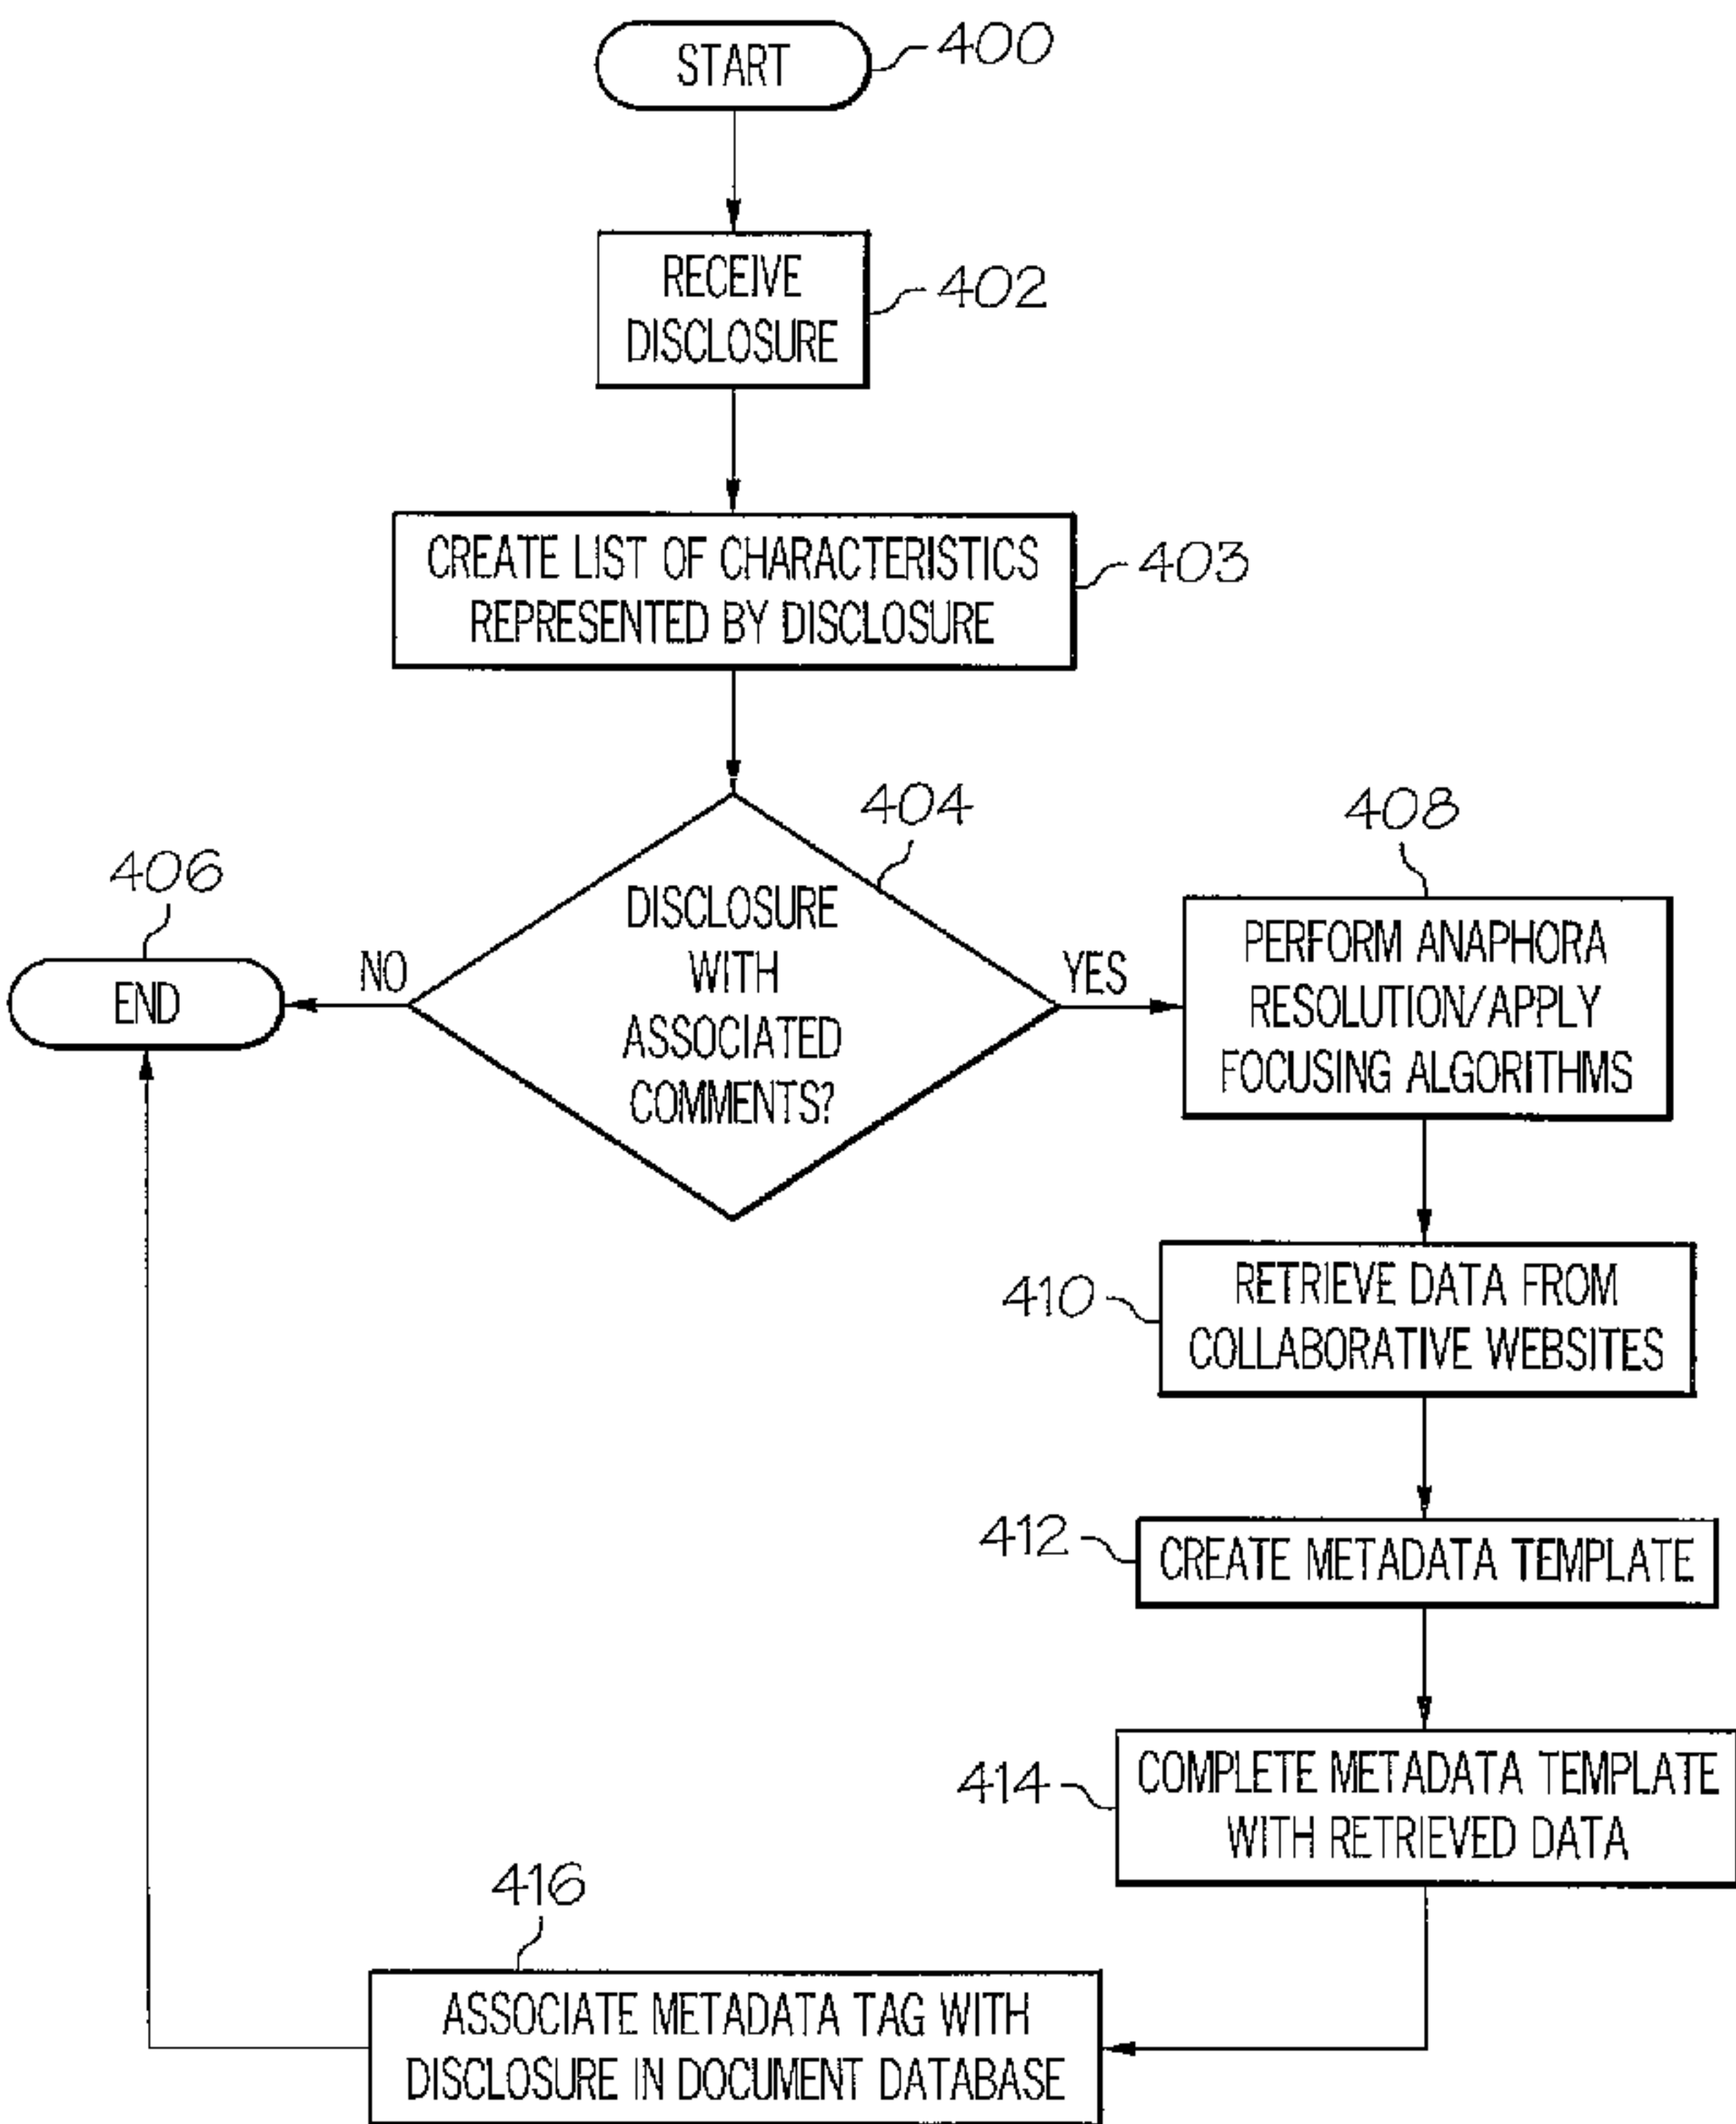 START
400
RECEIVE
DISCLOSURE
402
CREATE LIST OF CHARACTERISTICS
REPRESENTED BY DISCLOSURE
403
404
DISCLOSURE
WITH
ASSOCIATED
COMMENTS?
NO
YES
406
END
408
PERFORM ANAPHORA
RESOLUTION/APPLY
FOCUSING ALGORITHMS
410
RETRIEVE DATA FROM
COLLABORATIVE WEBSITES
412
CREATE METADATA TEMPLATE
414
COMPLETE METADATA TEMPLATE
WITH RETRIEVED DATA
416
ASSOCIATE METADATA TAG WITH
DISCLOSURE IN DOCUMENT DATABASE